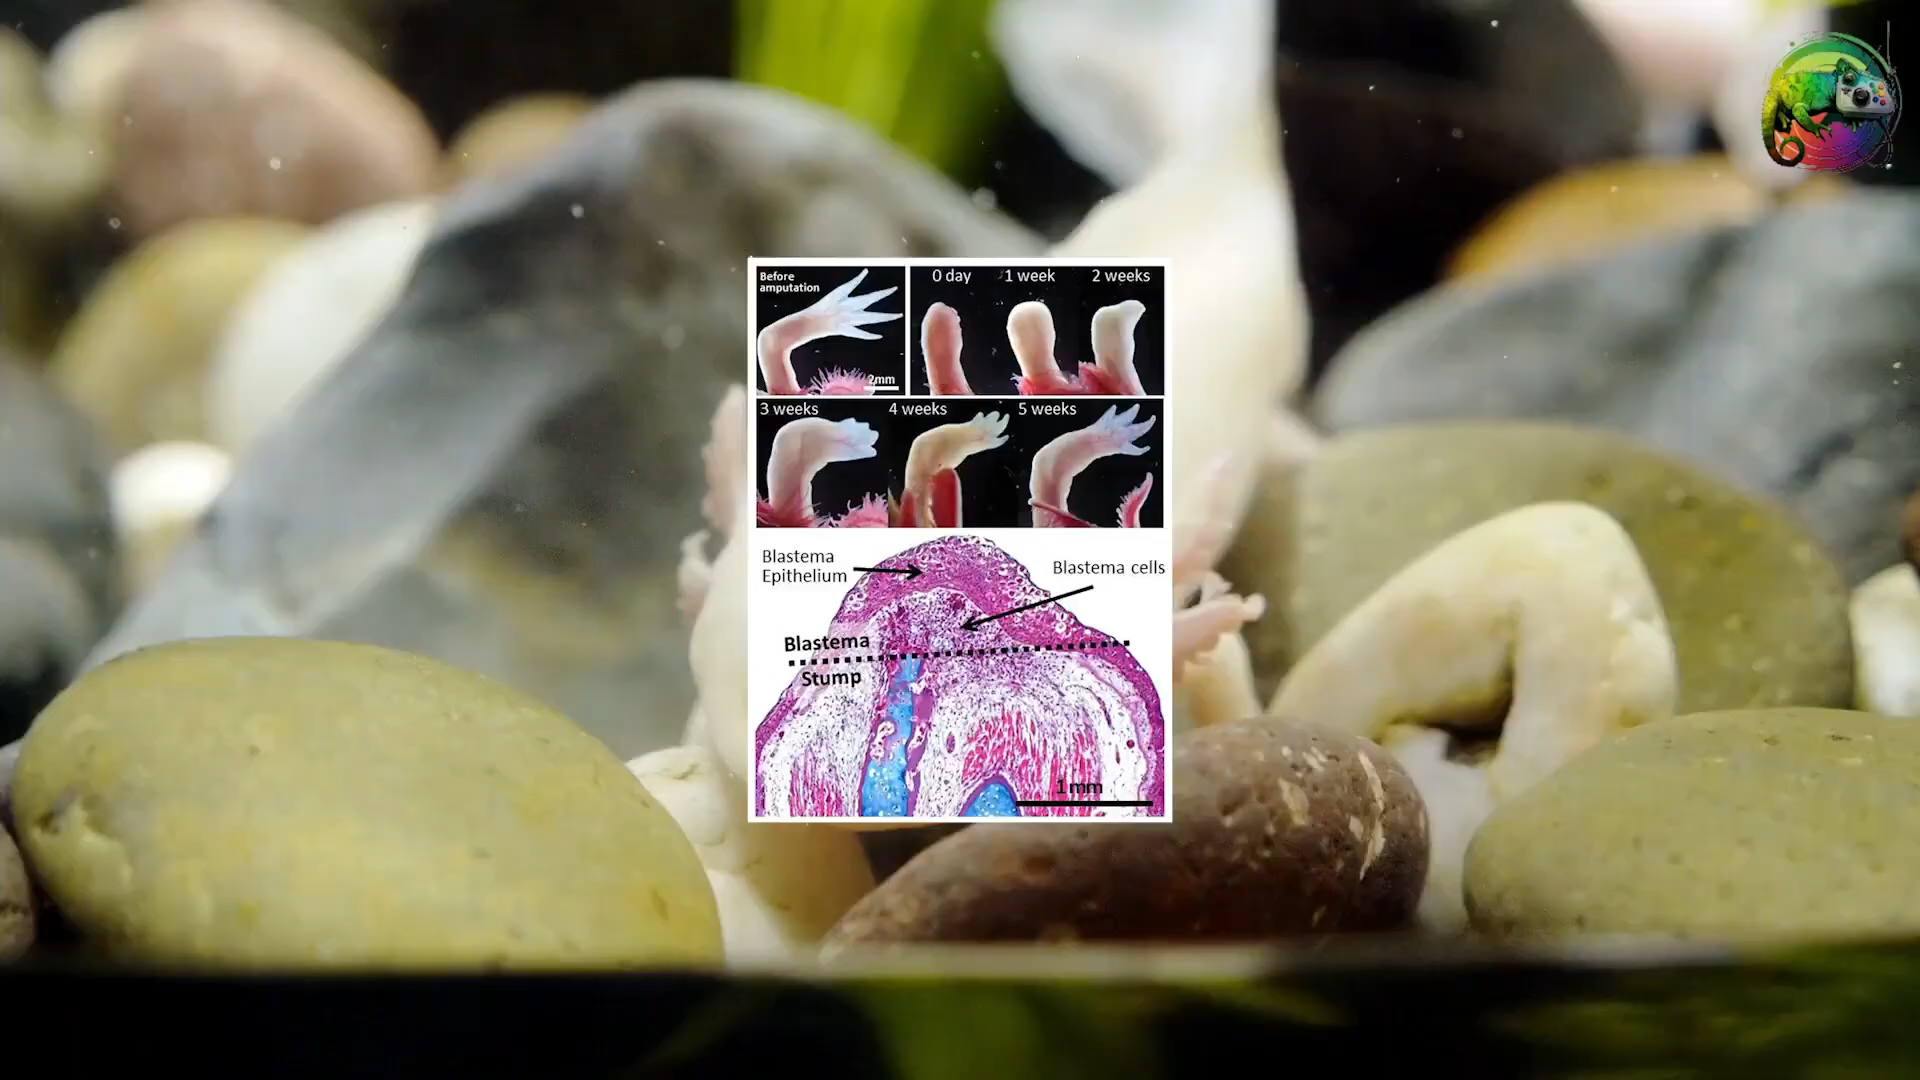 Before
amputation
0 day
1 week
2 weeks
2mm
3 weeks
4 weeks
5 weeks
Blastema
Epithelium
Blastema cells
Blastema
Stump
1mm